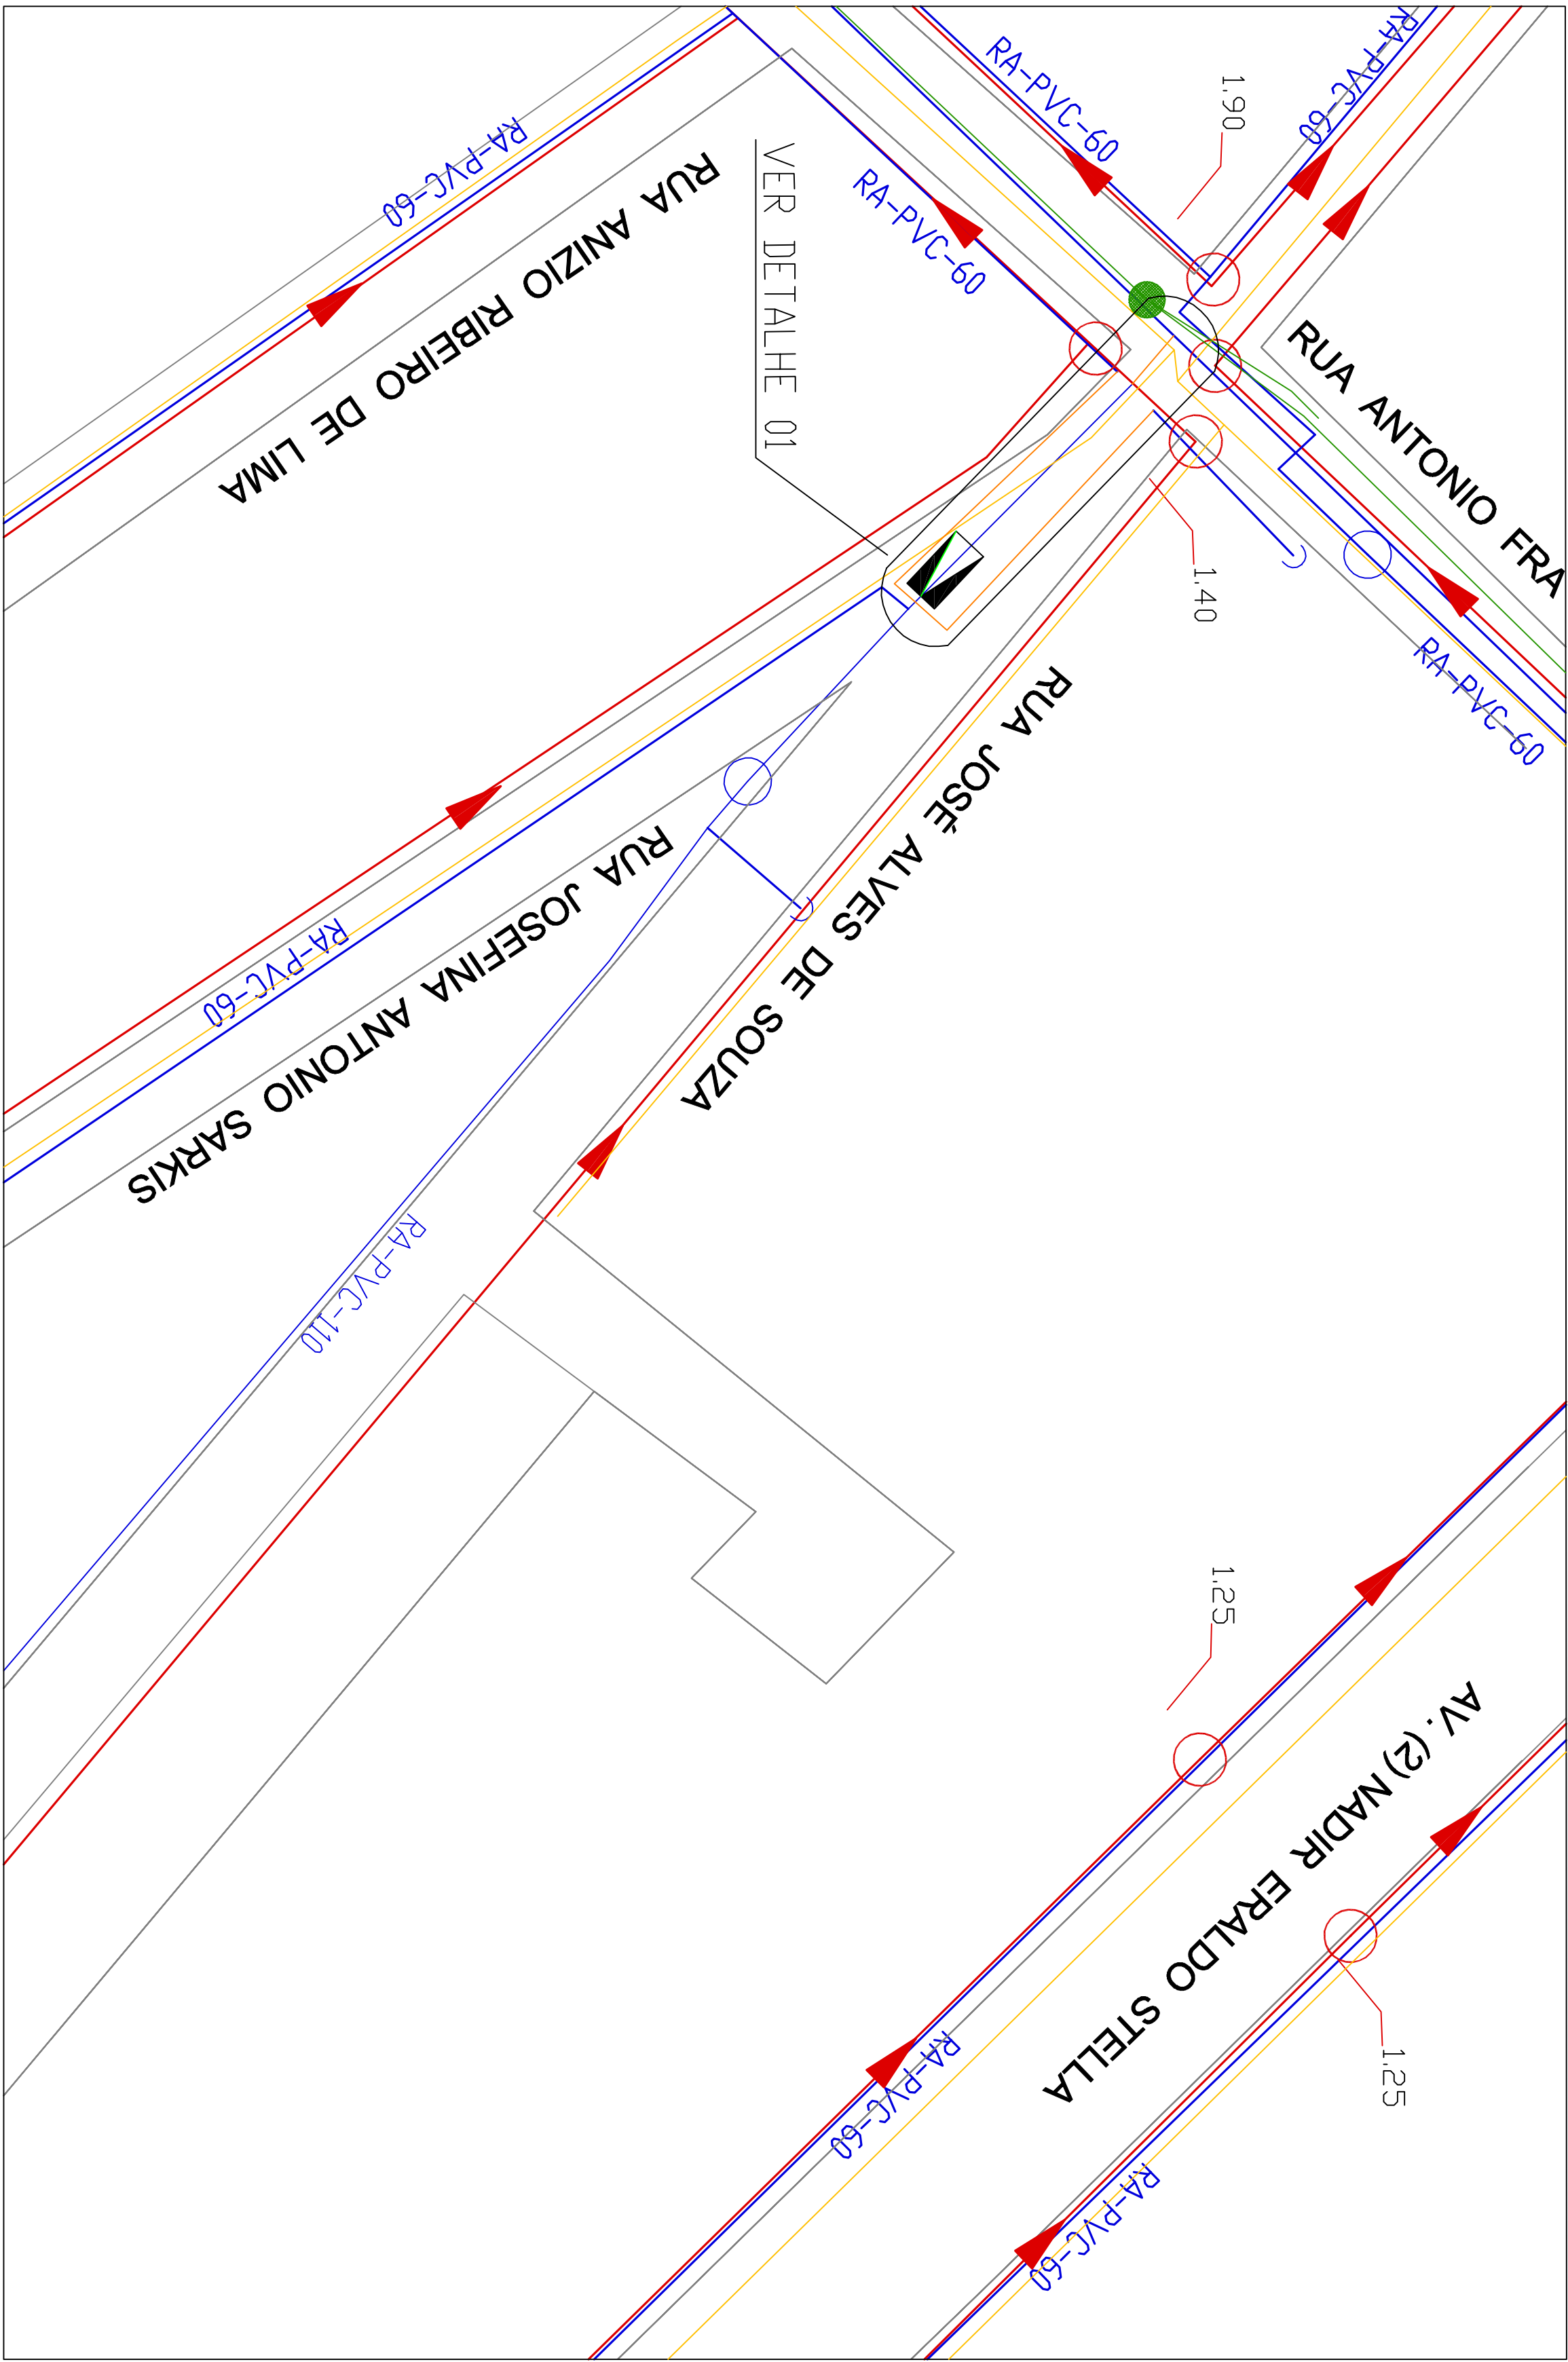 RA-PVC-60
RA-PVC-60
1.90
RA-PVC-60
RUA ANIZIO RIBEIRO DE LIMA
RA-PVC-60
VER DETALHE 01
RUA ANTONIO FRA
1.40
RA-PVC-60
RUA JOSÉ ALVES DE SOUZA
RUA JOSEFINA ANTONIO SARKIS
RA-PVC-60
RA-PVC-110
1.25
AV. (2) NADIR ERALDO STELLA
1.25
RA-PVC-60
RA-PVC-60